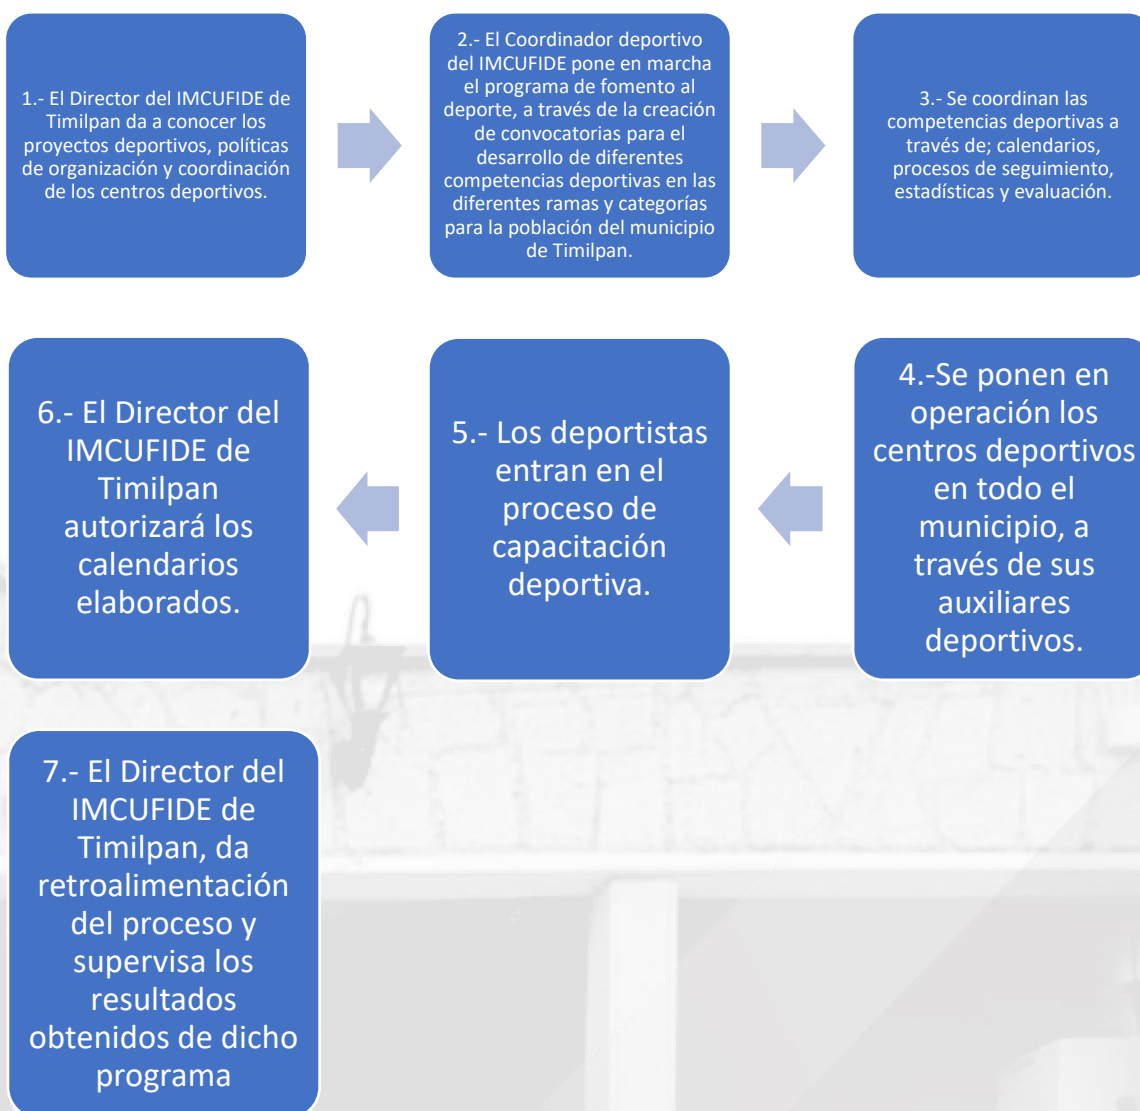 1.- El Director del IMCUFIDE de
Timilpan da a conocer los
proyectos deportivos, políticas
de organización y coordinación
de los centros deportivos.
2.- El Coordinador deportivo
del IMCUFIDE pone en marcha
el programa de fomento al
deporte, a través de la creación
de convocatorias para el
desarrollo de diferentes
competencias deportivas en las
diferentes ramas y categorías
para la población del municipio
de Timilpan.
3.- Se coordinan las
competencias deportivas a
través de; calendarios,
procesos de seguimiento,
estadísticas y evaluación.
4.-Se ponen en
operación los
centros deportivos
en todo el
municipio, a
través de sus
auxiliares
deportivos.
5.- Los deportistas
entran en el
proceso de
capacitación
deportiva.
6.- El Director del
IMCUFIDE de
Timilpan
autorizará los
calendarios
elaborados.
7.- El Director del
IMCUFIDE de
Timilpan, da
retroalimentación
del proceso y
supervisa los
resultados
obtenidos de dicho
programa